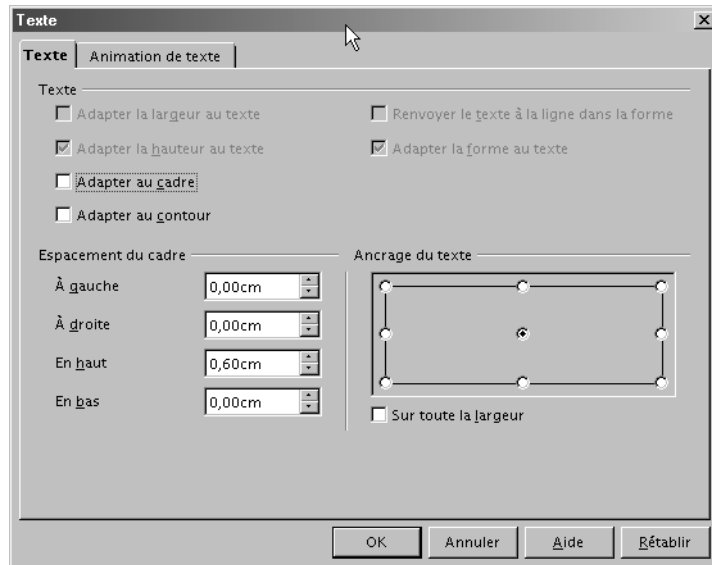 Texte
Texte Animation de texte
Texte
Adapter la largeur au texte Renvoyer le texte à la ligne dans la forme
Adapter la hauteur au texte Adapter la forme au texte
Adapter au cadre
Adapter au contour
Espacement du cadre Ancrage du texte
À gauche 0,00cm
À droite 0,00cm
En haut 0,60cm
En bas 0,00cm
Sur toute la largeur
OK Annuler Aide Rétablir